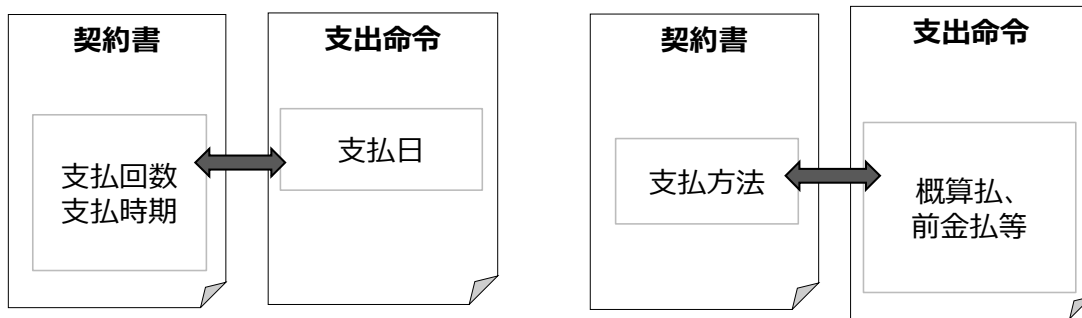 契約書
支払回数
支払時期
支出命令
支払日
契約書
支払方法
支出命令
概算払、
前金払等